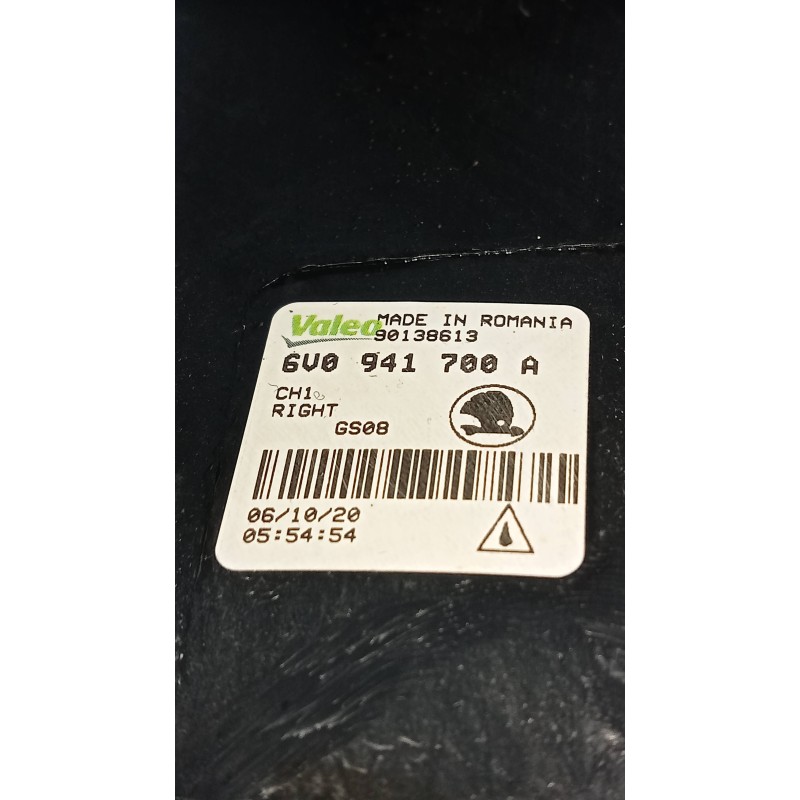 Valeo MADE IN ROMANIA
90138613
6V0 941 700 A
CH1
RIGHT
GS08
06/10/20
05:54:54